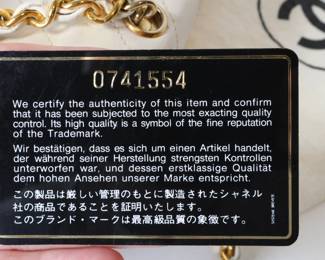 0741554
We certify the authenticity of this item and confirm
that it has been subjected to the most exacting quality
control. Its high quality is a symbol of the fine reputation
of the Trademark.
Wir bestätigen, dass es sich um einen Artikel handelt,
der während seiner Herstellung strengsten Kontrollen
unterworfen war, und dessen erstklassige Qualität
dem hohen Ansehen unserer Marke entspricht.
この製品は厳しい管理のもとに製造されたシャネル
社の商品であることを証明いたします。
このブランド・マークは最高級品質の象徴です。